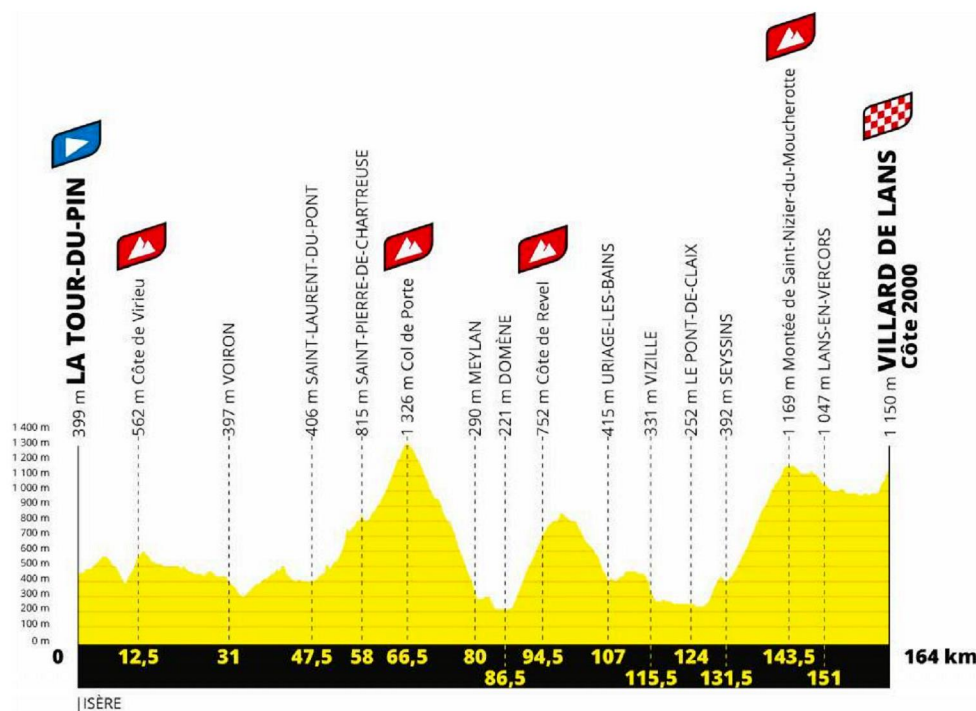 399 m LA TOUR-DU-PIN
562 m Côte de Virieu
397 m VOIRON
406 m SAINT-LAURENT-DU-PONT
815 m SAINT-PIERRE-DE-CHARTREUSE
1 326 m Col de Porte
290 m MEYLAN
221 m DOMÈNE
752 m Côte de Revel
415 m URIAGE-LES-BAINS
331 m VIZILLE
252 m LE PONT-DE-CLAIX
392 m SEYSSINS
1 169 m Montée de Saint-Nizier-du-Moucherotte
1 047 m LANS-EN-VERCORS
1 150 m VILLARD DE LANS
Côte 2000
1 400 m
1 300 m
1 200 m
1 100 m
1 000 m
900 m
800 m
700 m
600 m
500 m
400 m
300 m
200 m
100 m
0 m
0 12,5 31 47,5 58 66,5 80 94,5 107 124 143,5 164 km
86,5 115,5 131,5 151
ISÈRE